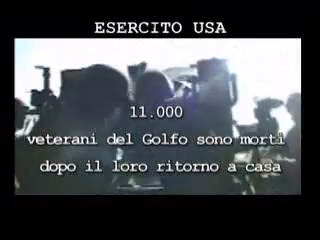 ESERCITO USA
11.000
veterani del Golfo sono morti
dopo il loro ritorno a casa